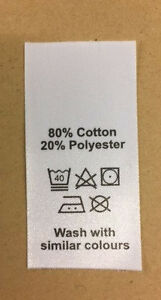 80% Cotton
20% Polyester
40
Wash with
similar colours